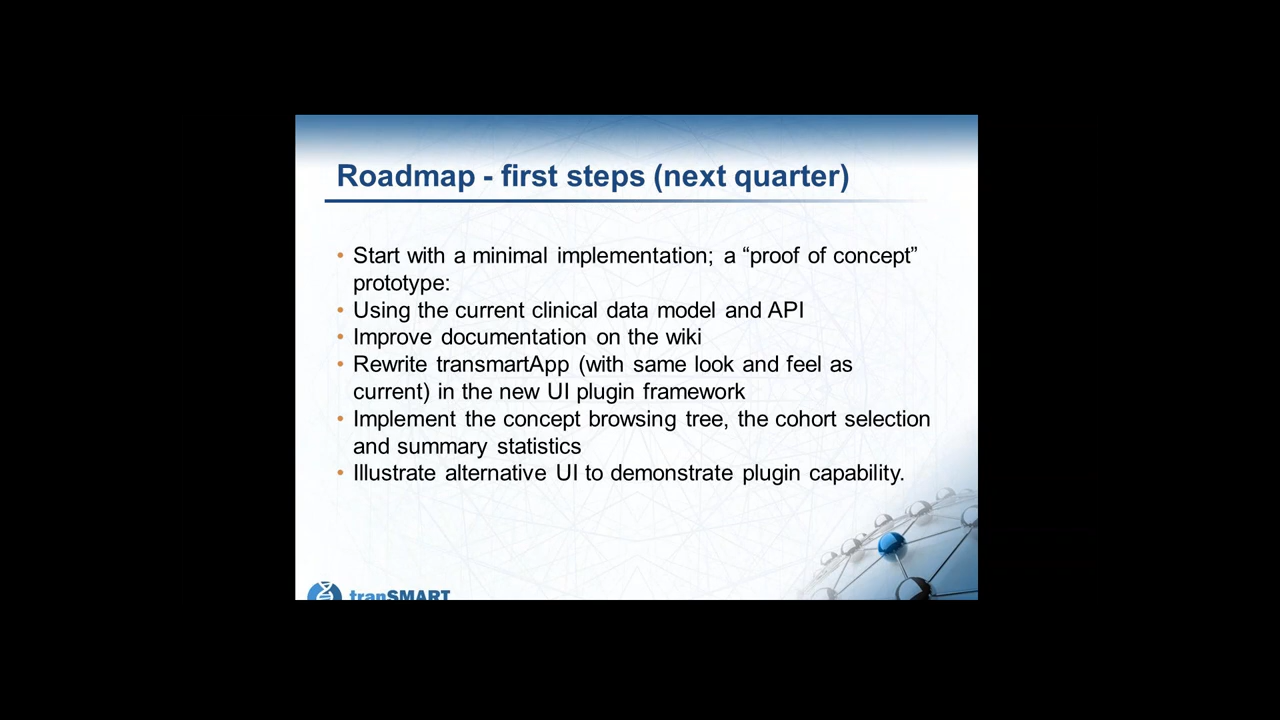 Roadmap - first steps (next quarter)
• Start with a minimal implementation; a “proof of concept”
prototype:
• Using the current clinical data model and API
• Improve documentation on the wiki
• Rewrite transmartApp (with same look and feel as
current) in the new UI plugin framework
• Implement the concept browsing tree, the cohort selection
and summary statistics
• Illustrate alternative UI to demonstrate plugin capability.
tranSMART